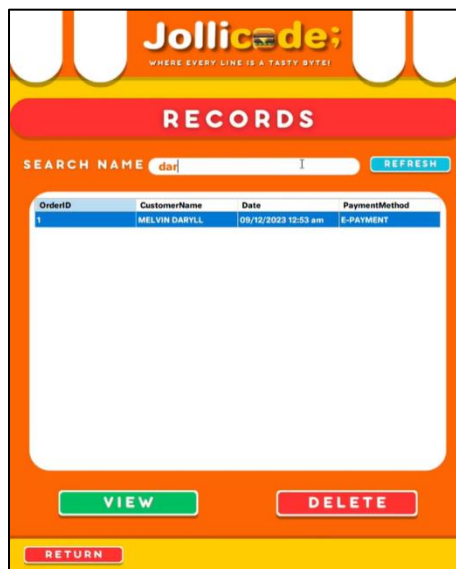 Jollicode;
WHERE EVERY LINE IS A TASTY BYTE!
RECORDS
SEARCH NAME dar REFRESH
OrderID CustomerName Date PaymentMethod
1 MELVIN DARYLL 09/12/2023 12:53 am E-PAYMENT
VIEW DELETE
RETURN